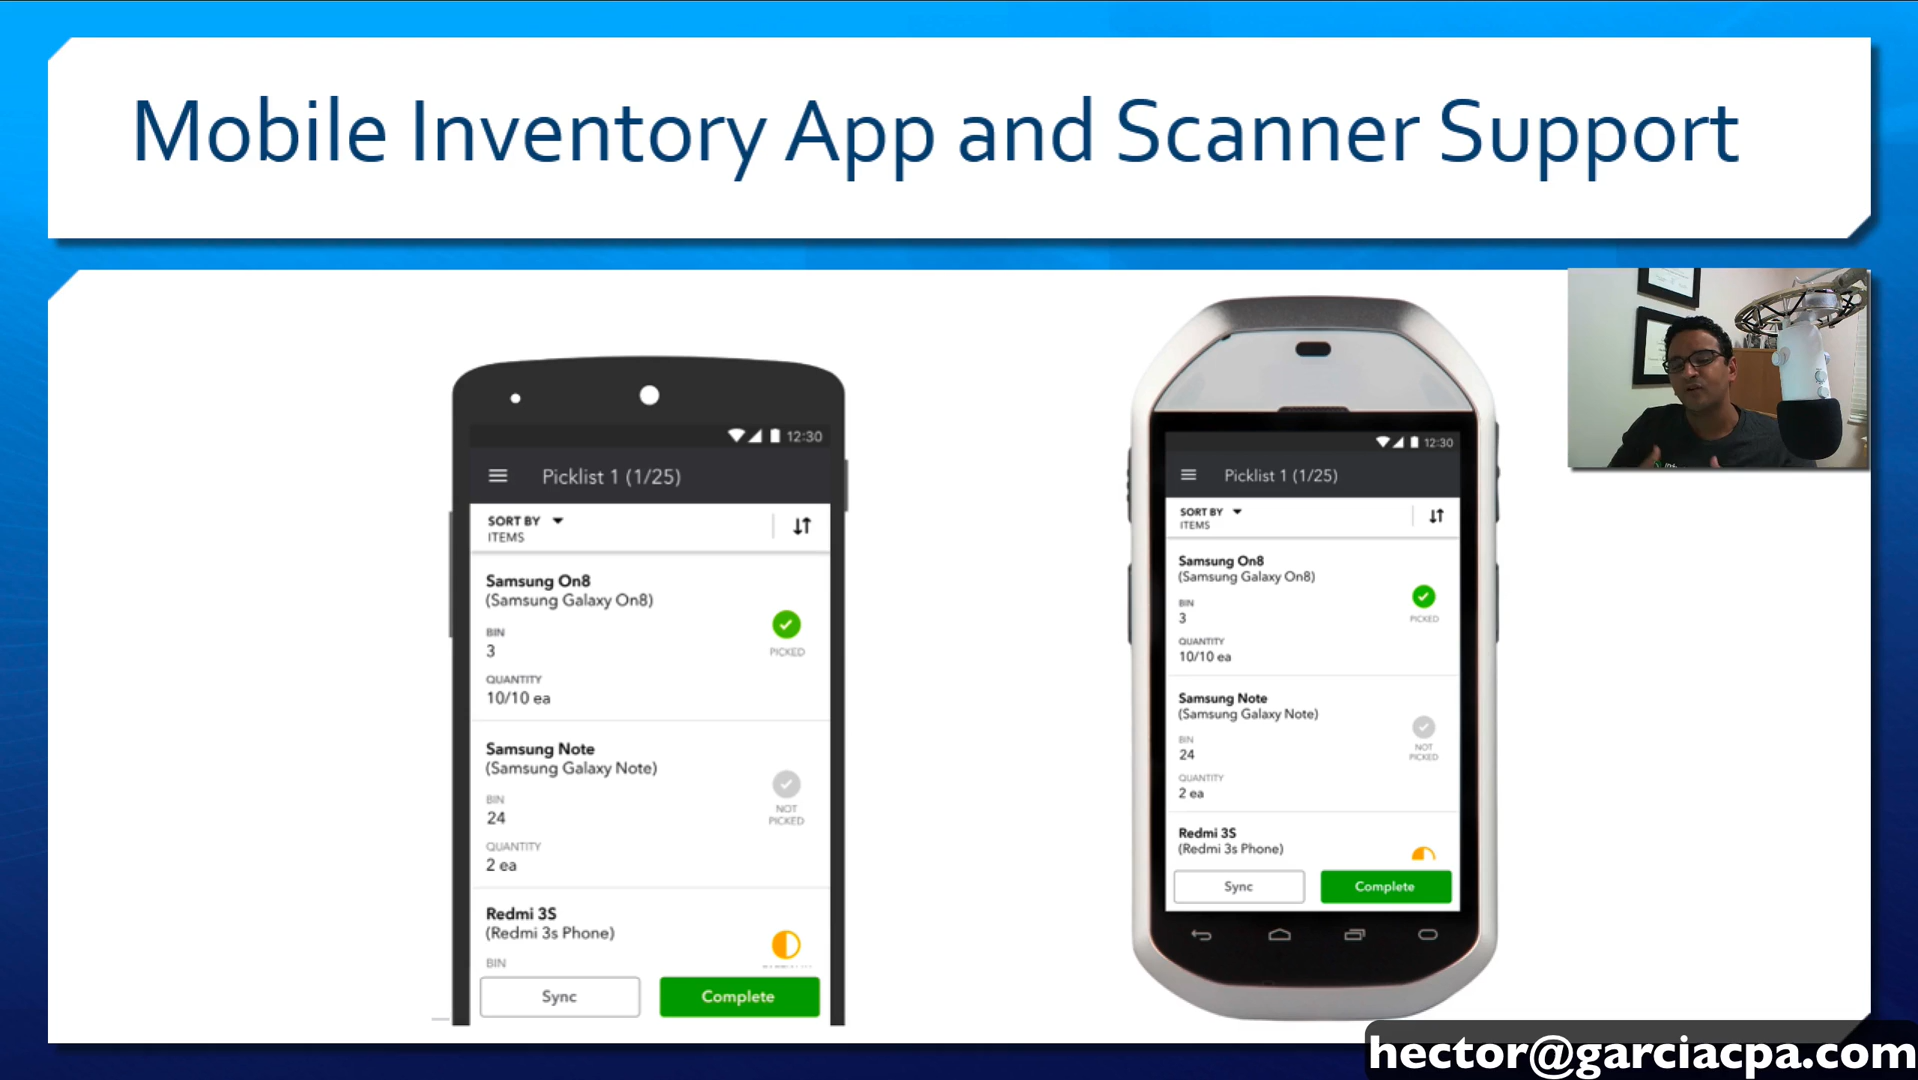 Mobile Inventory App and Scanner Support
12:30
Picklist 1 (1/25)
SORT BY
ITEMS
Samsung On8
(Samsung Galaxy On8)
BIN
3
PICKED
QUANTITY
10/10 ea
Samsung Note
(Samsung Galaxy Note)
BIN
24
NOT
PICKED
QUANTITY
2 ea
Redmi 3S
(Redmi 3s Phone)
BIN
Sync
Complete
12:30
Picklist 1 (1/25)
SORT BY
ITEMS
Samsung On8
(Samsung Galaxy On8)
BIN
3
PICKED
QUANTITY
10/10 ea
Samsung Note
(Samsung Galaxy Note)
BIN
24
NOT
PICKED
QUANTITY
2 ea
Redmi 3S
(Redmi 3s Phone)
Sync
Complete
hector@garciacpa.com